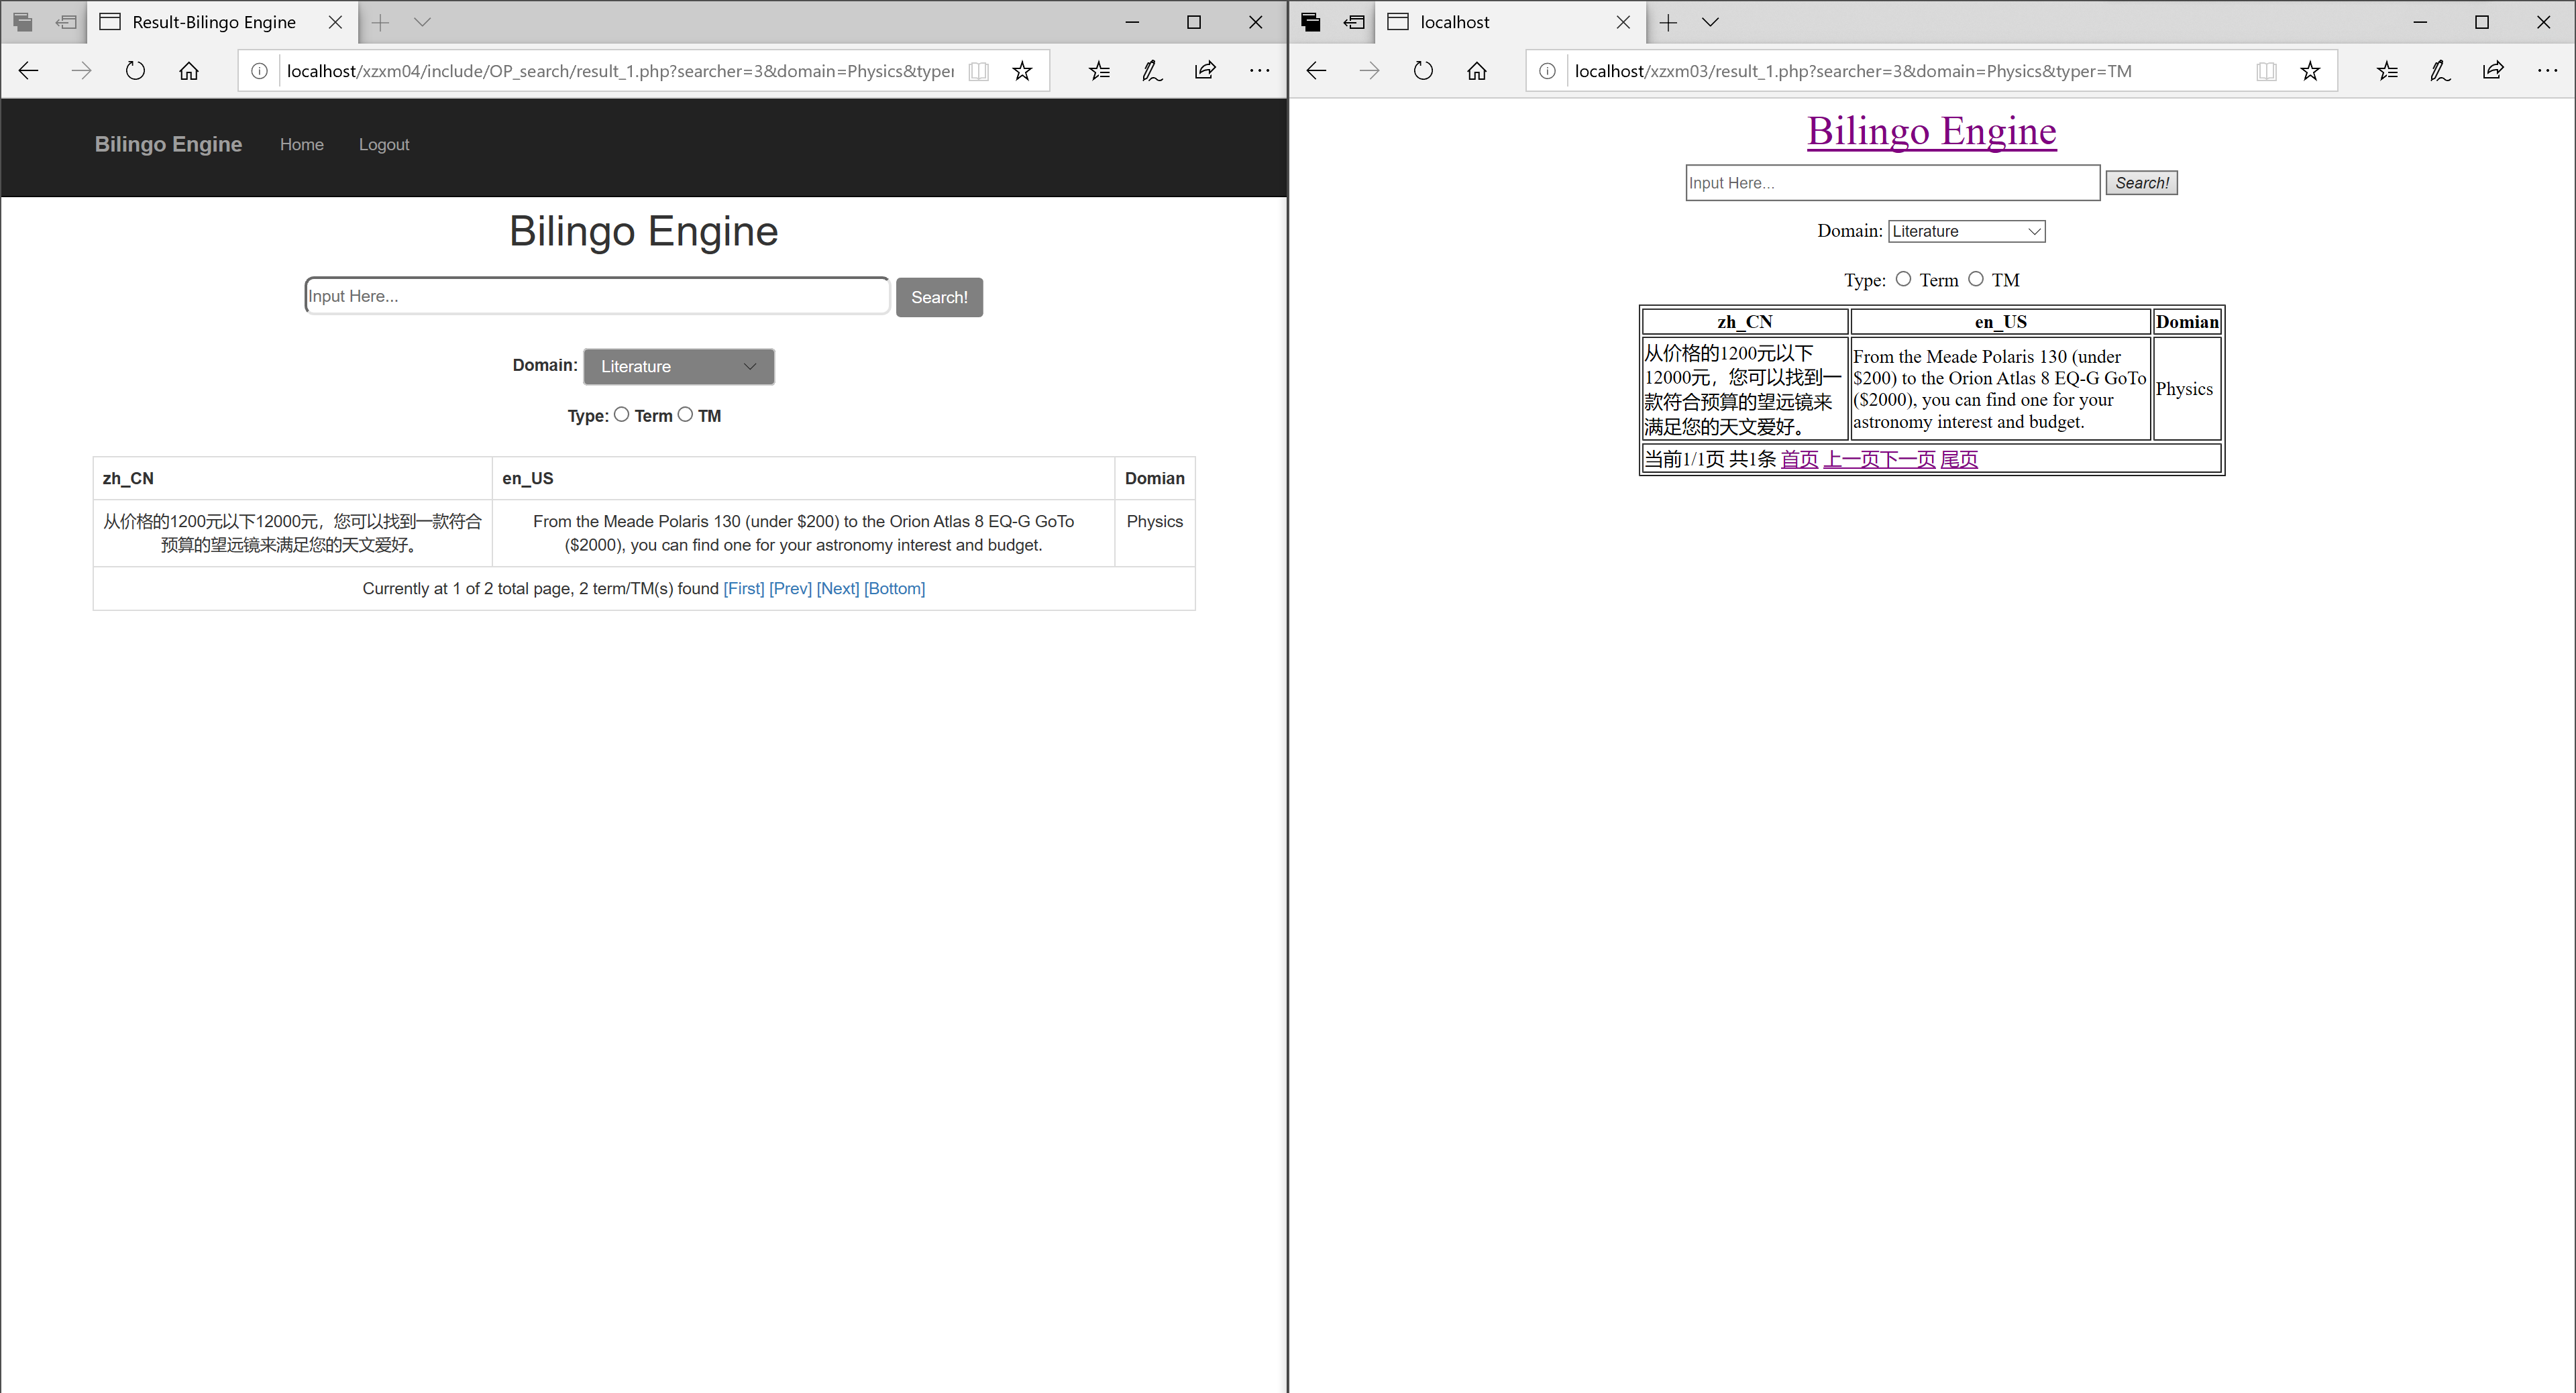 Result-Bilingo Engine
localhost/xzxm04/include/OP_search/result_1.php?searcher=3&domain=Physics&typer
Bilingo Engine Home Logout
Bilingo Engine
Input Here... Search!
Domain: Literature
Type: Term TM
zh_CN en_US Domian
从价格的1200元以下12000元，您可以找到一款符合
预算的望远镜来满足您的天文爱好。
From the Meade Polaris 130 (under $200) to the Orion Atlas 8 EQ-G GoTo
($2000), you can find one for your astronomy interest and budget.
Physics
Currently at 1 of 2 total page, 2 term/TM(s) found [First] [Prev] [Next] [Bottom]
localhost
localhost/xzxm03/result_1.php?searcher=3&domain=Physics&typer=TM
Bilingo Engine
Input Here... Search!
Domain: Literature
Type: Term TM
zh_CN en_US Domian
从价格的1200元以下
12000元，您可以找到一
款符合预算的望远镜来
满足您的天文爱好。
From the Meade Polaris 130 (under
$200) to the Orion Atlas 8 EQ-G GoTo
($2000), you can find one for your
astronomy interest and budget.
Physics
当前1/1页 共1条 首页 上一页下一页 尾页